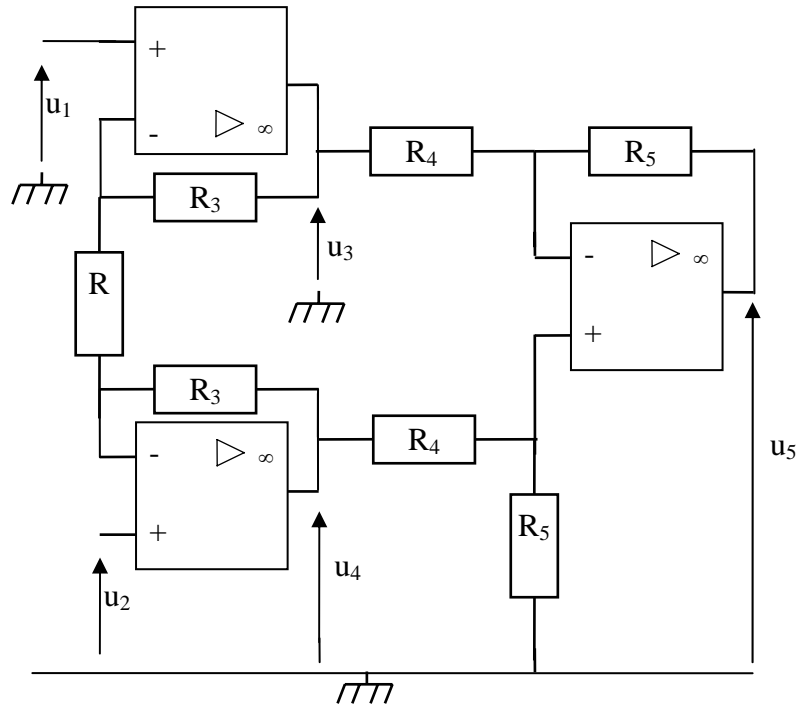 +
u₁
-
▷ ∞
R₄
R₅
R₃
u₃
R
-
▷ ∞
+
R₃
R₄
u₅
-
▷ ∞
+
R₅
u₂
u₄